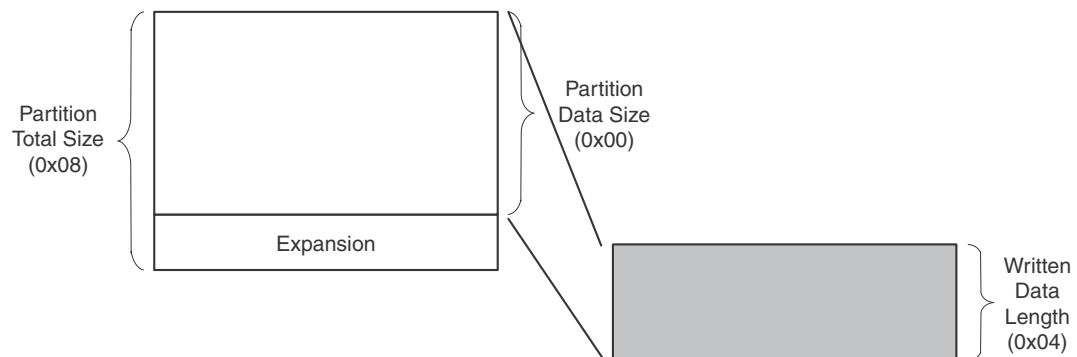 Partition
Total Size
(0x08)
Partition
Data Size
(0x00)
Expansion
Written
Data
Length
(0x04)